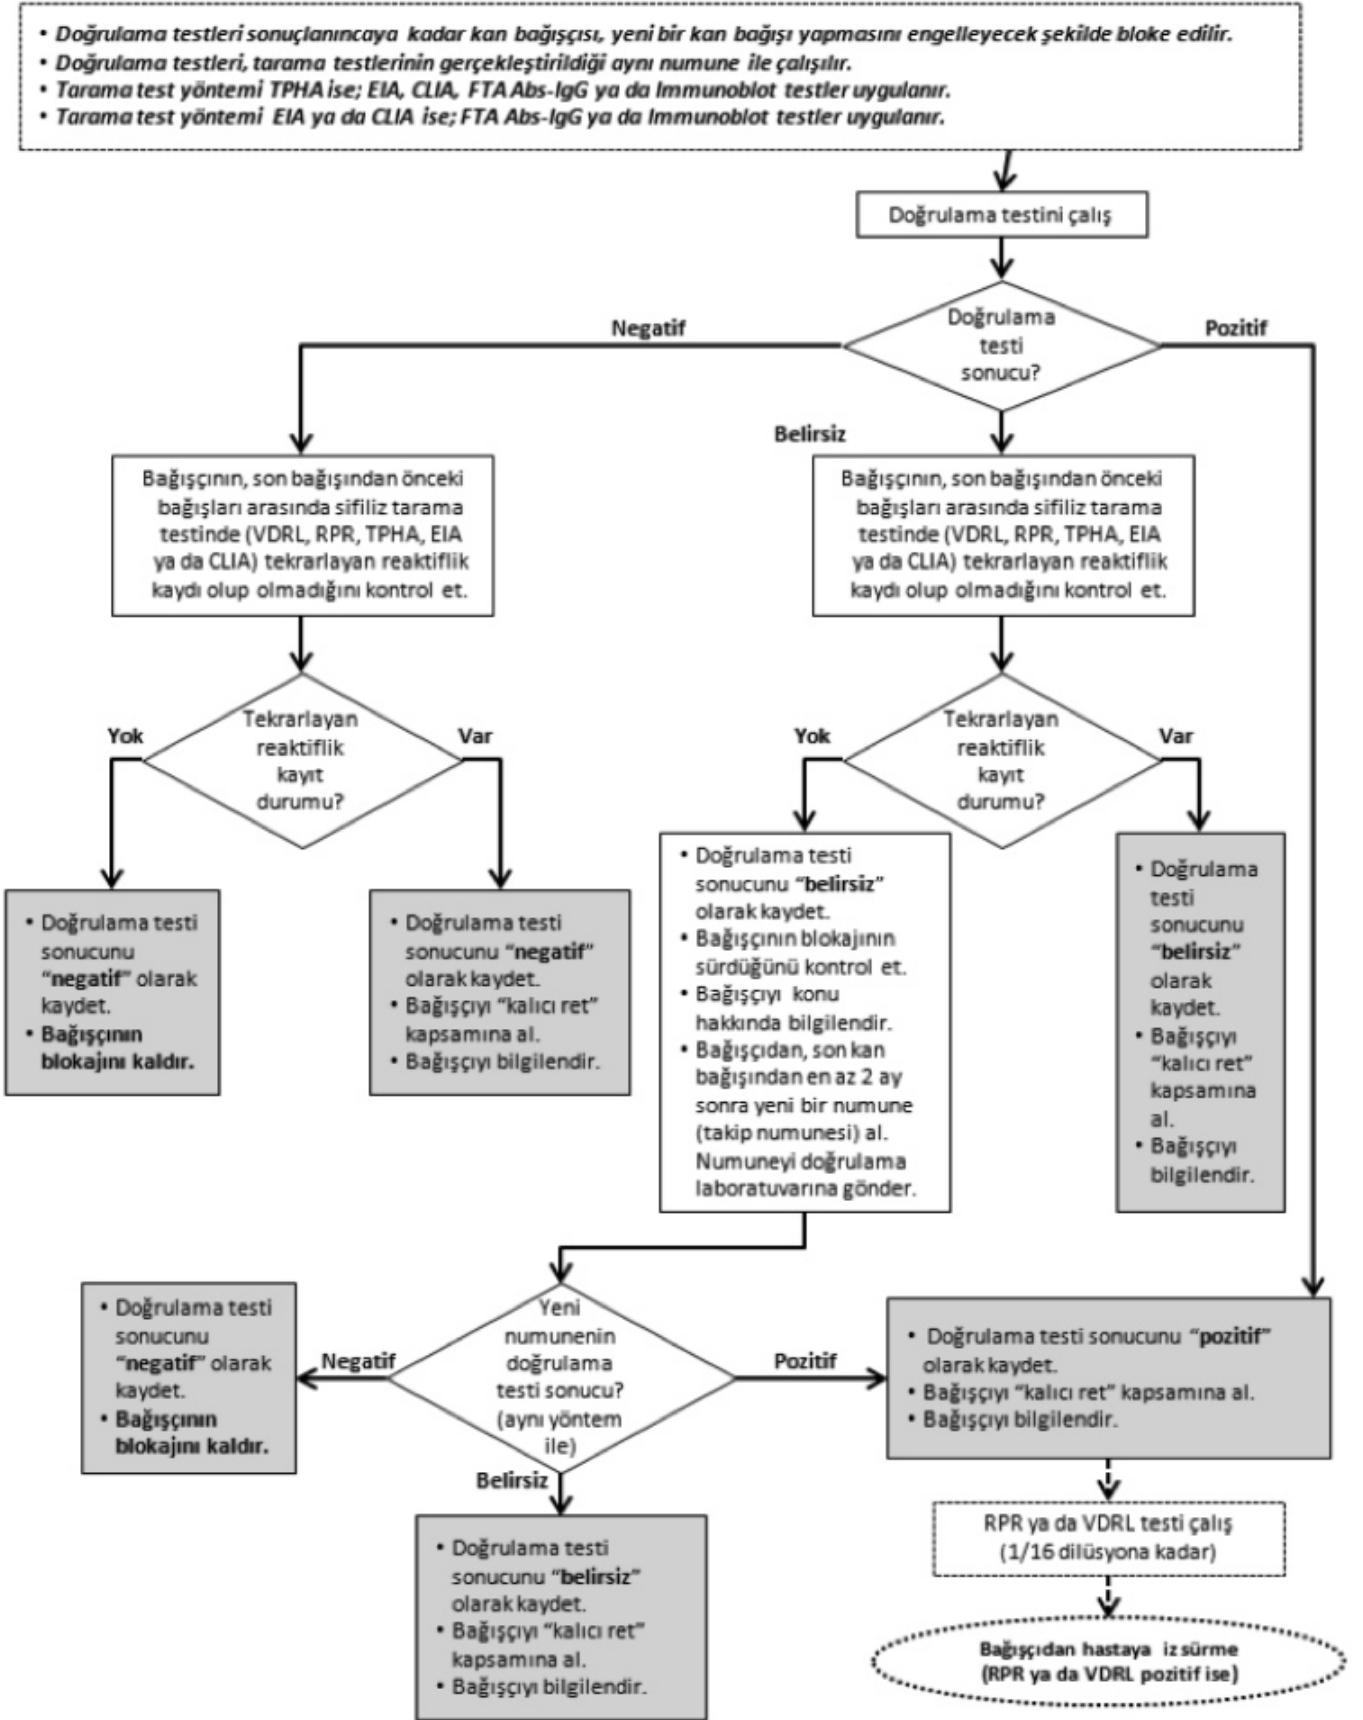 • Doğrulama testleri sonuçlanıncaya kadar kan bağışçısı, yeni bir kan bağışı yapmasını engelleyecek şekilde bloke edilir.
• Doğrulama testleri, tarama testlerinin gerçekleştirildiği aynı numune ile çalışılır.
• Tarama test yöntemi TPHA ise; EIA, CLIA, FTA Abs-IgG ya da Immunoblot testler uygulanır.
• Tarama test yöntemi EIA ya da CLIA ise; FTA Abs-IgG ya da Immunoblot testler uygulanır.
Doğrulama testini çalış
Doğrulama
testi
sonucu?
Negatif
Pozitif
Belirsiz
Bağışçının, son bağışından önceki
bağışları arasında sifiliz tarama
testinde (VDRL, RPR, TPHA, EIA
ya da CLIA) tekrarlayan reaktiflik
kaydı olup olmadığını kontrol et.
Bağışçının, son bağışından önceki
bağışları arasında sifiliz tarama
testinde (VDRL, RPR, TPHA, EIA
ya da CLIA) tekrarlayan reaktiflik
kaydı olup olmadığını kontrol et.
Tekrarlayan
reaktiflik
kayıt
durumu?
Yok
Var
Tekrarlayan
reaktiflik
kayıt
durumu?
Yok
Var
• Doğrulama testi
sonucunu
“negatif” olarak
kaydet.
• Bağışçının
blokajını kaldır.
• Doğrulama testi
sonucunu “negatif”
olarak kaydet.
• Bağışçıyı “kalıcı ret”
kapsamına al.
• Bağışçıyı bilgilendir.
• Doğrulama testi
sonucunu “belirsiz”
olarak kaydet.
• Bağışçının blokajının
sürdüğünü kontrol et.
• Bağışçıyı konu
hakkında bilgilendir.
• Bağışçıdan, son kan
bağışından en az 2 ay
sonra yeni bir numune
(takip numunesi) al.
Numuneyi doğrulama
laboratuvarına gönder.
• Doğrulama
testi
sonucunu
“belirsiz”
olarak
kaydet.
• Bağışçıyı
“kalıcı ret”
kapsamına
al.
• Bağışçıyı
bilgilendir.
Yeni
numunenin
doğrulama
testi sonucu?
(aynı yöntem
ile)
Negatif
Pozitif
Belirsiz
• Doğrulama testi
sonucunu
“negatif” olarak
kaydet.
• Bağışçının
blokajını kaldır.
• Doğrulama testi sonucunu “pozitif”
olarak kaydet.
• Bağışçıyı “kalıcı ret” kapsamına al.
• Bağışçıyı bilgilendir.
• Doğrulama testi
sonucunu “belirsiz”
olarak kaydet.
• Bağışçıyı “kalıcı ret”
kapsamına al.
• Bağışçıyı bilgilendir.
RPR ya da VDRL testi çalış
(1/16 dilüsyona kadar)
Bağışçıdan hastaya iz sürme
(RPR ya da VDRL pozitif ise)